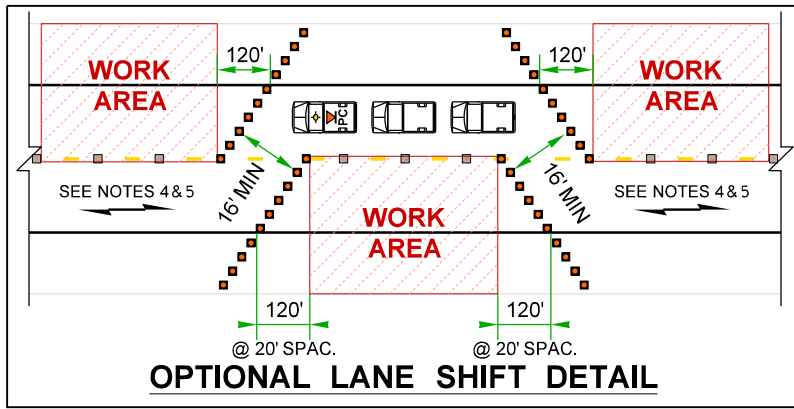 120'
120'
WORK
AREA
WORK
AREA
PC
SEE NOTES 4 & 5
16' MIN
16' MIN
SEE NOTES 4 & 5
WORK
AREA
120'
120'
@ 20' SPAC.
@ 20' SPAC.
OPTIONAL LANE SHIFT DETAIL